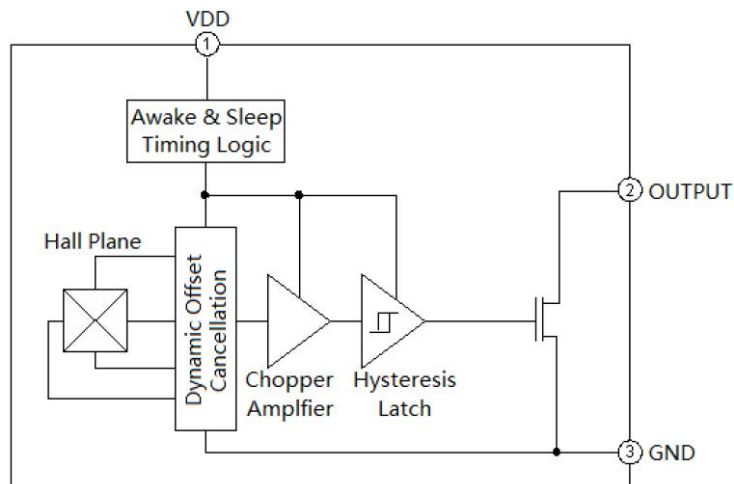 VDD
1
Awake & Sleep
Timing Logic
2 OUTPUT
Hall Plane
Dynamic Offset
Cancellation
Chopper
Amplfier
Hysteresis
Latch
3 GND